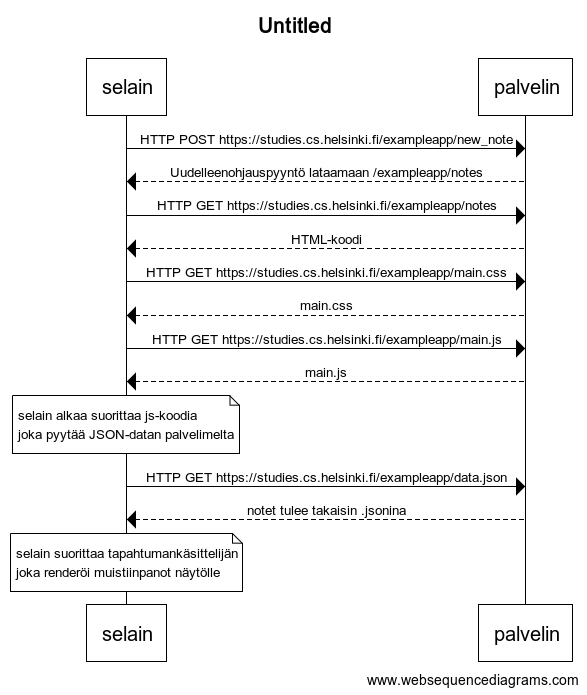 Untitled
selain
palvelin
HTTP POST https://studies.cs.helsinki.fi/exampleapp/new_note
Uudelleenohjauspyyntö lataamaan /exampleapp/notes
HTTP GET https://studies.cs.helsinki.fi/exampleapp/notes
HTML-koodi
HTTP GET https://studies.cs.helsinki.fi/exampleapp/main.css
main.css
HTTP GET https://studies.cs.helsinki.fi/exampleapp/main.js
main.js
selain alkaa suorittaa js-koodia
joka pyytää JSON-datan palvelimelta
HTTP GET https://studies.cs.helsinki.fi/exampleapp/data.json
notet tulee takaisin .jsonina
selain suorittaa tapahtumankäsittelijän
joka renderöi muistiinpanot näytölle
selain
palvelin
www.websequencediagrams.com